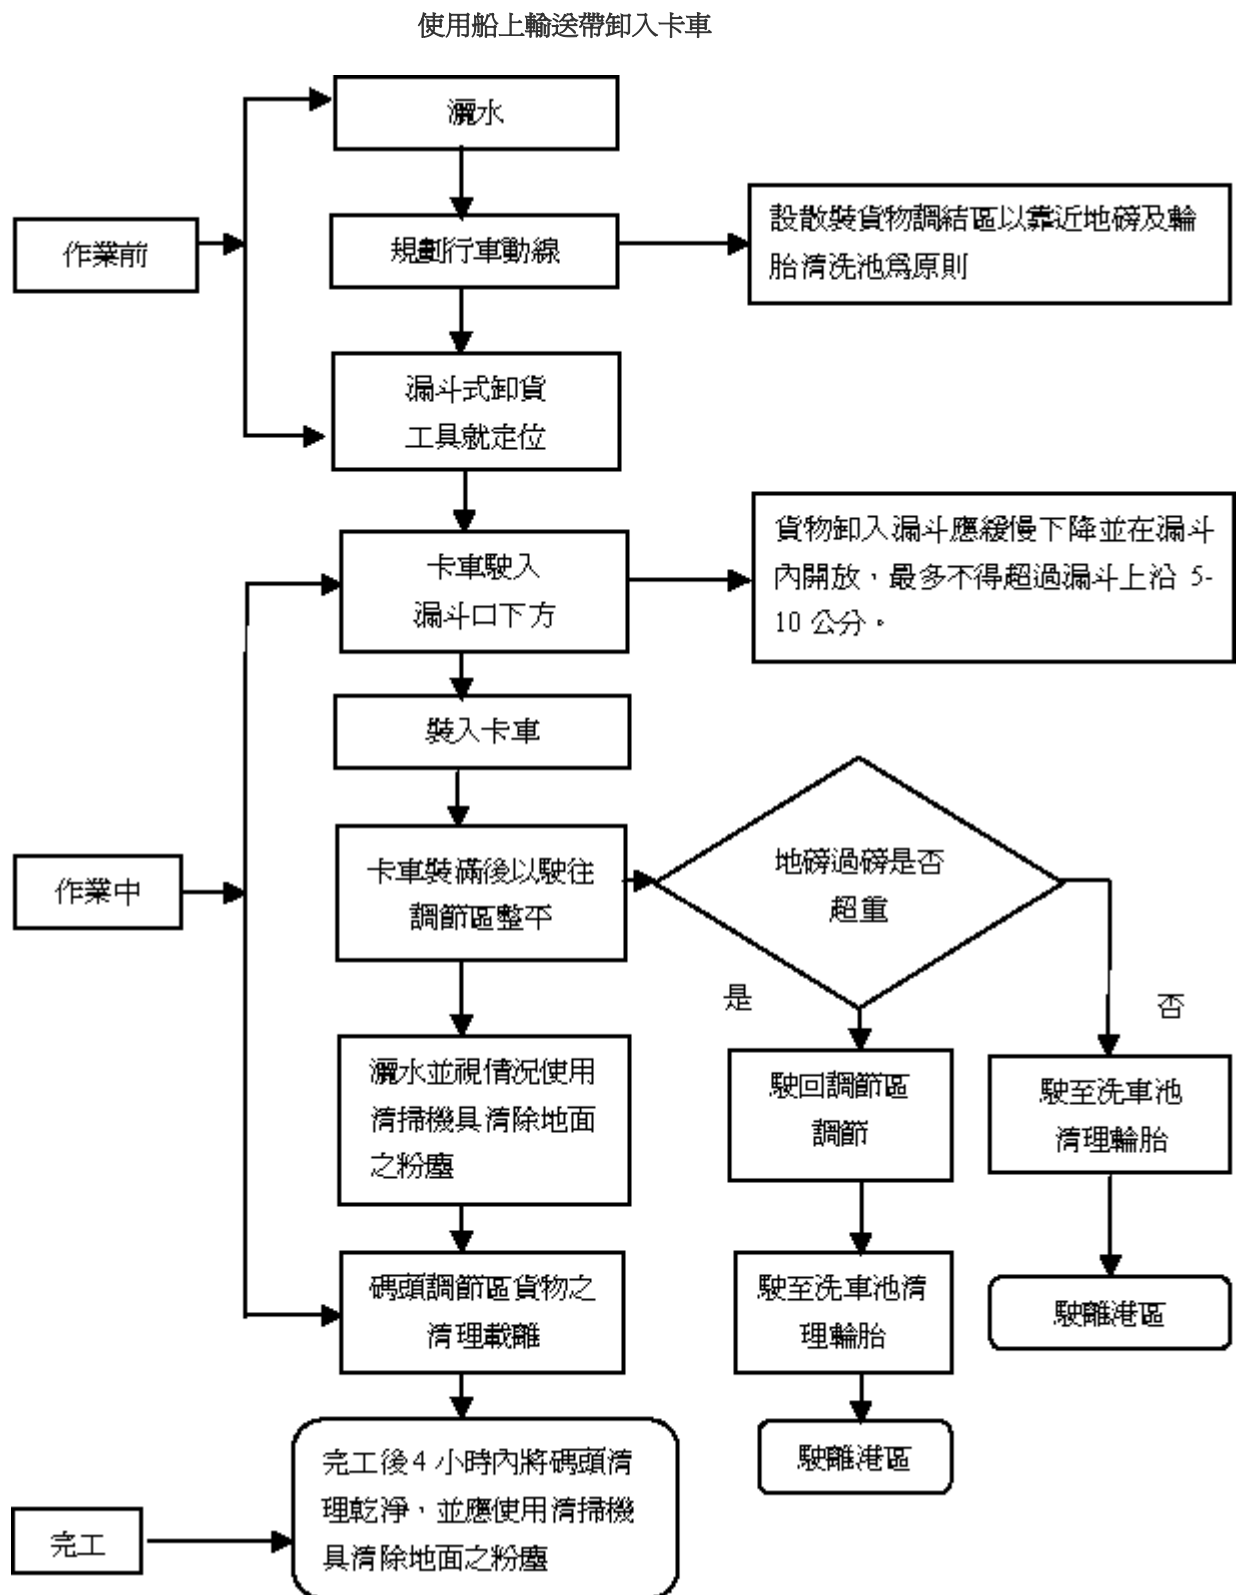 使用船上輸送帶卸入卡車
灑水
作業前
規劃行車動線
設散裝貨物調結區以靠近地磅及輪
胎清洗池為原則
漏斗式卸貨
工具就定位
卡車駛入
漏斗口下方
貨物卸入漏斗應緩慢下降並在漏斗
內開放，最多不得超過漏斗上沿 5-
10 公分。
裝入卡車
作業中
卡車裝滿後以駛往
調節區整平
地磅過磅是否
超重
是
否
灑水並視情況使用
清掃機具清除地面
之粉塵
駛回調節區
調節
駛至洗車池
清理輪胎
碼頭調節區貨物之
清理載離
駛至洗車池清
理輪胎
駛離港區
駛離港區
完工
完工後 4 小時內將碼頭清
理乾淨，並應使用清掃機
具清除地面之粉塵